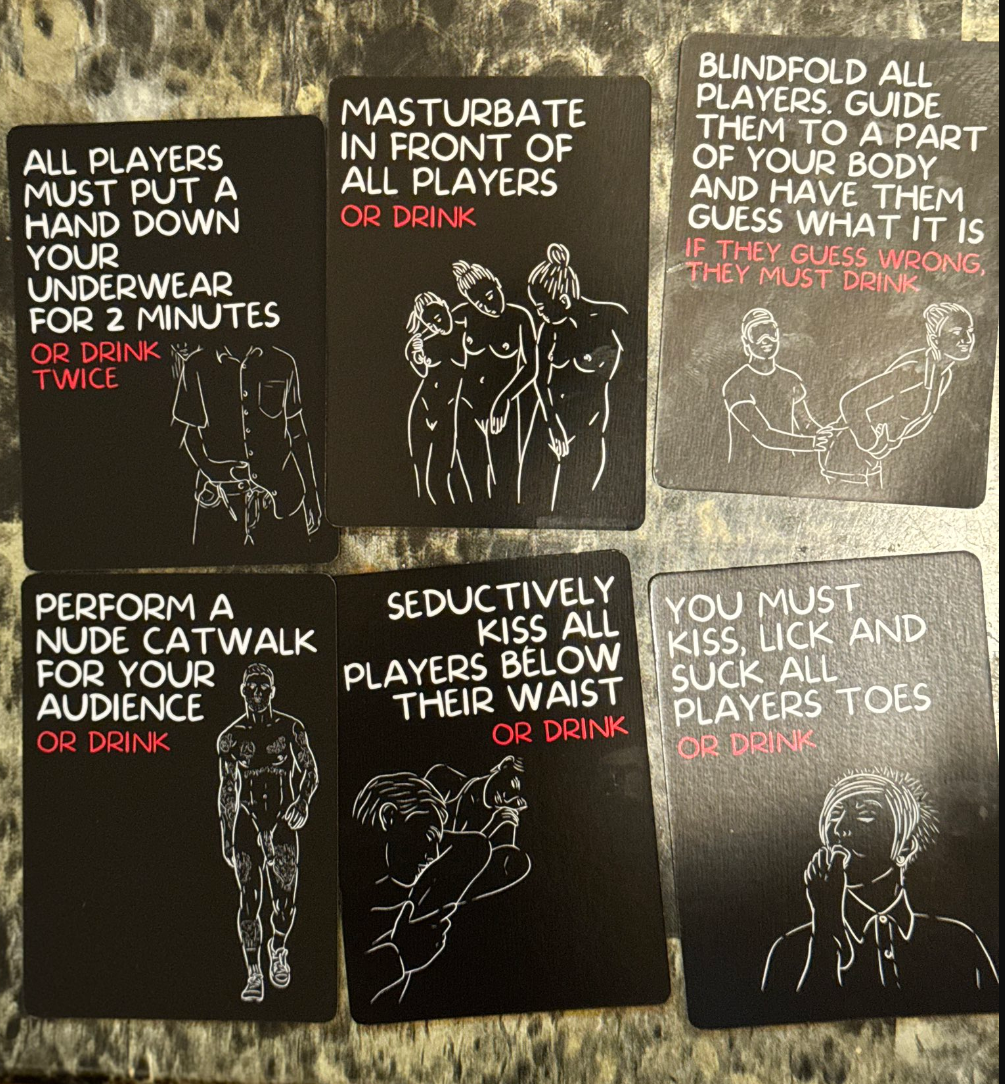 ALL PLAYERS
MUST PUT A
HAND DOWN
YOUR
UNDERWEAR
FOR 2 MINUTES
OR DRINK
TWICE
MASTURBATE
IN FRONT OF
ALL PLAYERS
OR DRINK
BLINDFOLD ALL
PLAYERS. GUIDE
THEM TO A PART
OF YOUR BODY
AND HAVE THEM
GUESS WHAT IT IS
IF THEY GUESS WRONG,
THEY MUST DRINK
PERFORM A
NUDE CATWALK
FOR YOUR
AUDIENCE
OR DRINK
SEDUCTIVELY
KISS ALL
PLAYERS BELOW
THEIR WAIST
OR DRINK
YOU MUST
KISS, LICK AND
SUCK ALL
PLAYERS TOES
OR DRINK